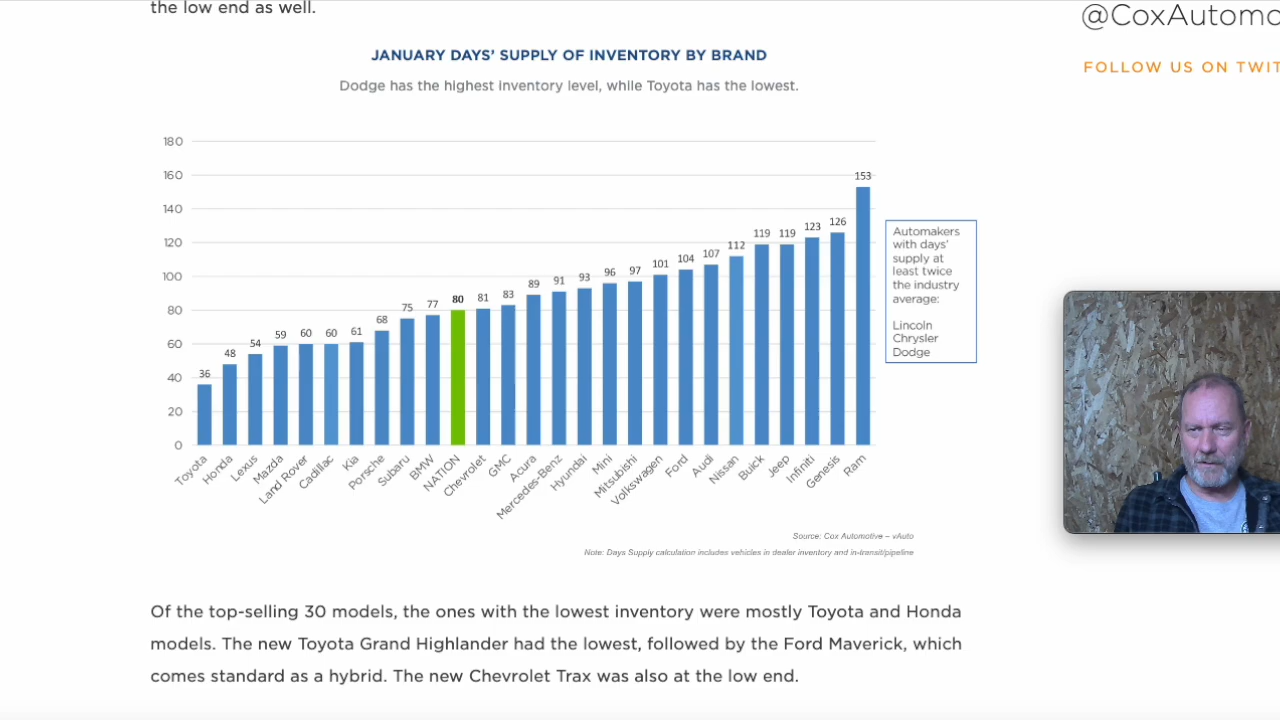 the low end as well.
@CoxAutomo
FOLLOW US ON TWIT
JANUARY DAYS' SUPPLY OF INVENTORY BY BRAND
Dodge has the highest inventory level, while Toyota has the lowest.
180
160
140
120
100
80
60
40
20
0
36
48
54
59
60
60
61
68
75
77
80
81
83
89
91
93
96
97
101
104
107
112
119
119
123
126
153
Toyota
Honda
Lexus
Mazda
Land Rover
Cadillac
Kia
Porsche
Subaru
BMW
NATION
Chevrolet
GMC
Acura
Mercedes-Benz
Hyundai
Mini
Mitsubishi
Volkswagen
Ford
Audi
Nissan
Buick
Jeep
Infiniti
Genesis
Ram
Automakers
with days'
supply at
least twice
the industry
average:
Lincoln
Chrysler
Dodge
Source: Cox Automotive – vAuto
Note: Days Supply calculation includes vehicles in dealer inventory and in-transit/pipeline
Of the top-selling 30 models, the ones with the lowest inventory were mostly Toyota and Honda
models. The new Toyota Grand Highlander had the lowest, followed by the Ford Maverick, which
comes standard as a hybrid. The new Chevrolet Trax was also at the low end.